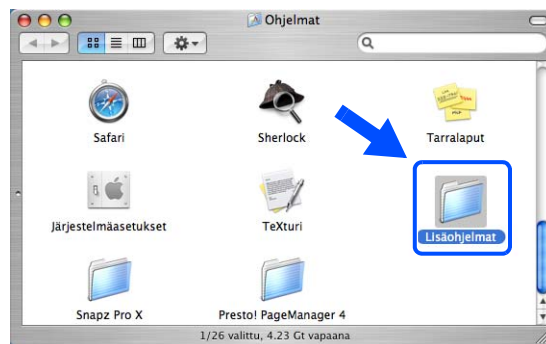 Ohjelmat
Safari
Sherlock
Tarralaput
Järjestelmäasetukset
TeXturi
Lisäohjelmat
Snapz Pro X
Presto! PageManager 4
1/26 valittu, 4.23 Gt vapaana